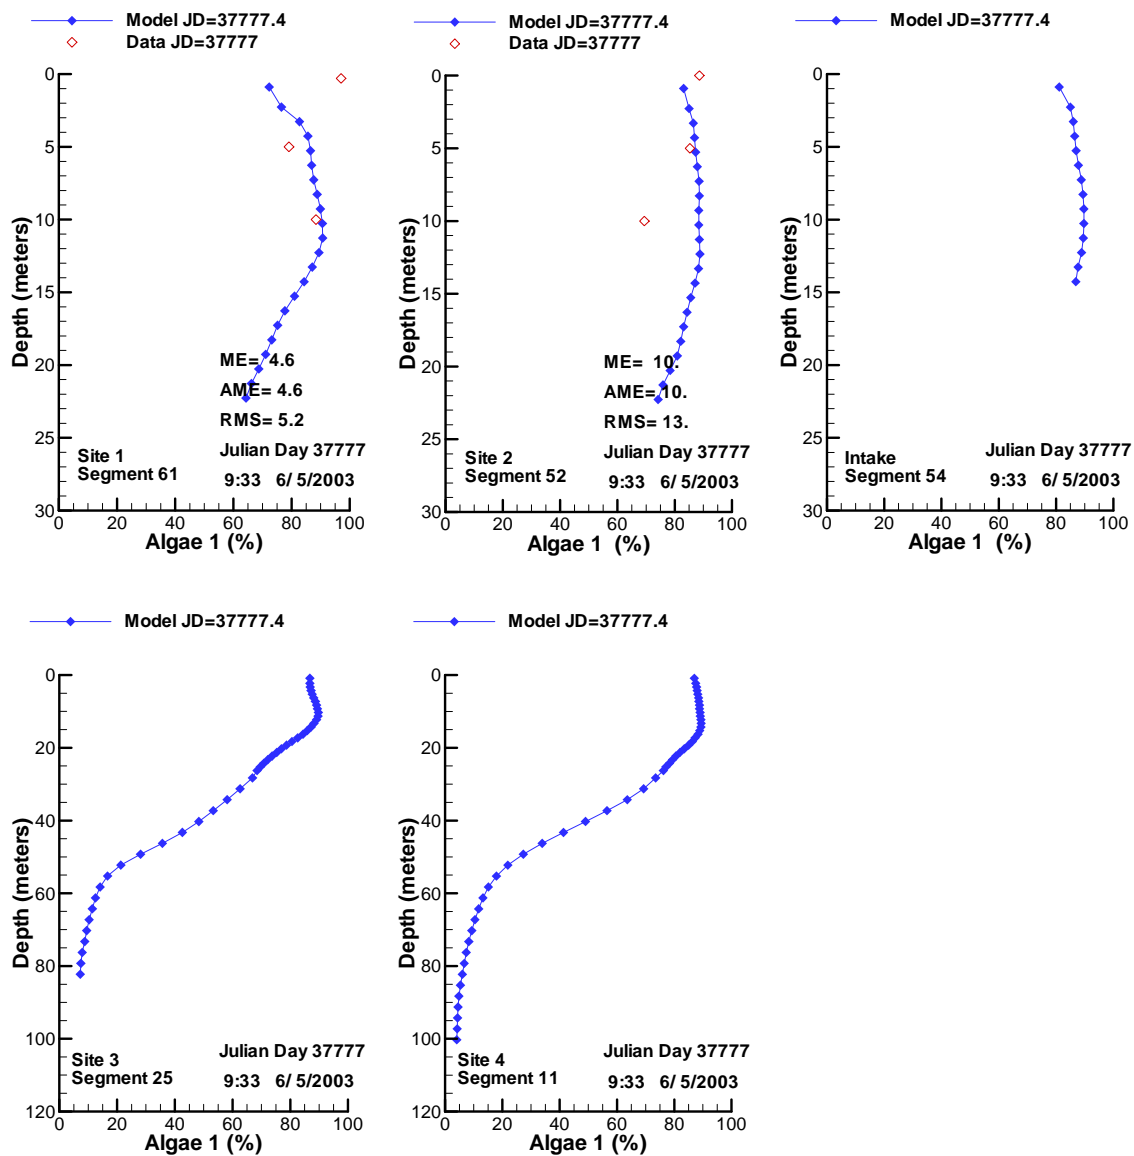 Model JD=37777.4
Data JD=37777
0
5
10
15
20
25
30
Depth (meters)
ME= 4.6
AME= 4.6
RMS= 5.2
Site 1
Segment 61
Julian Day 37777
9:33 6/ 5/2003
0 20 40 60 80 100
Algae 1 (%)
Model JD=37777.4
Data JD=37777
0
5
10
15
20
25
30
Depth (meters)
ME= 10.
AME= 10.
RMS= 13.
Site 2
Segment 52
Julian Day 37777
9:33 6/ 5/2003
0 20 40 60 80 100
Algae 1 (%)
Model JD=37777.4
0
5
10
15
20
25
30
Depth (meters)
Intake
Segment 54
Julian Day 37777
9:33 6/ 5/2003
0 20 40 60 80 100
Algae 1 (%)
Model JD=37777.4
0
20
40
60
80
100
120
Depth (meters)
Site 3
Segment 25
Julian Day 37777
9:33 6/ 5/2003
0 20 40 60 80 100
Algae 1 (%)
Model JD=37777.4
0
20
40
60
80
100
120
Depth (meters)
Site 4
Segment 11
Julian Day 37777
9:33 6/ 5/2003
0 20 40 60 80 100
Algae 1 (%)